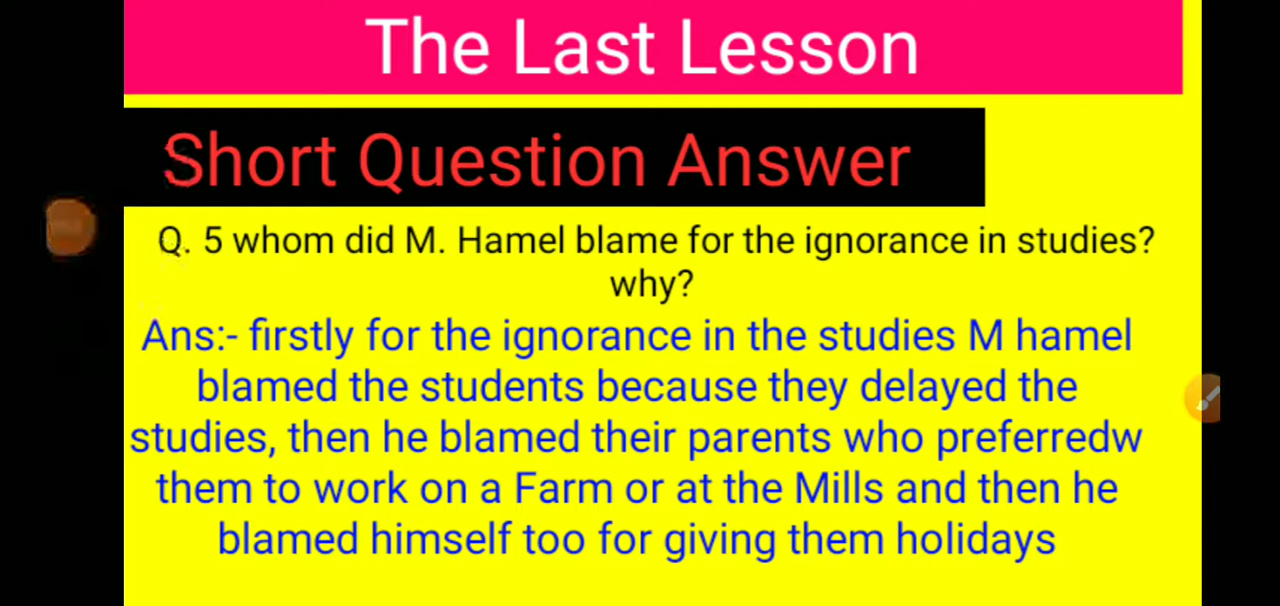 The Last Lesson
Short Question Answer
Q. 5 whom did M. Hamel blame for the ignorance in studies?
why?
Ans:- firstly for the ignorance in the studies M hamel
blamed the students because they delayed the
studies, then he blamed their parents who preferredw
them to work on a Farm or at the Mills and then he
blamed himself too for giving them holidays